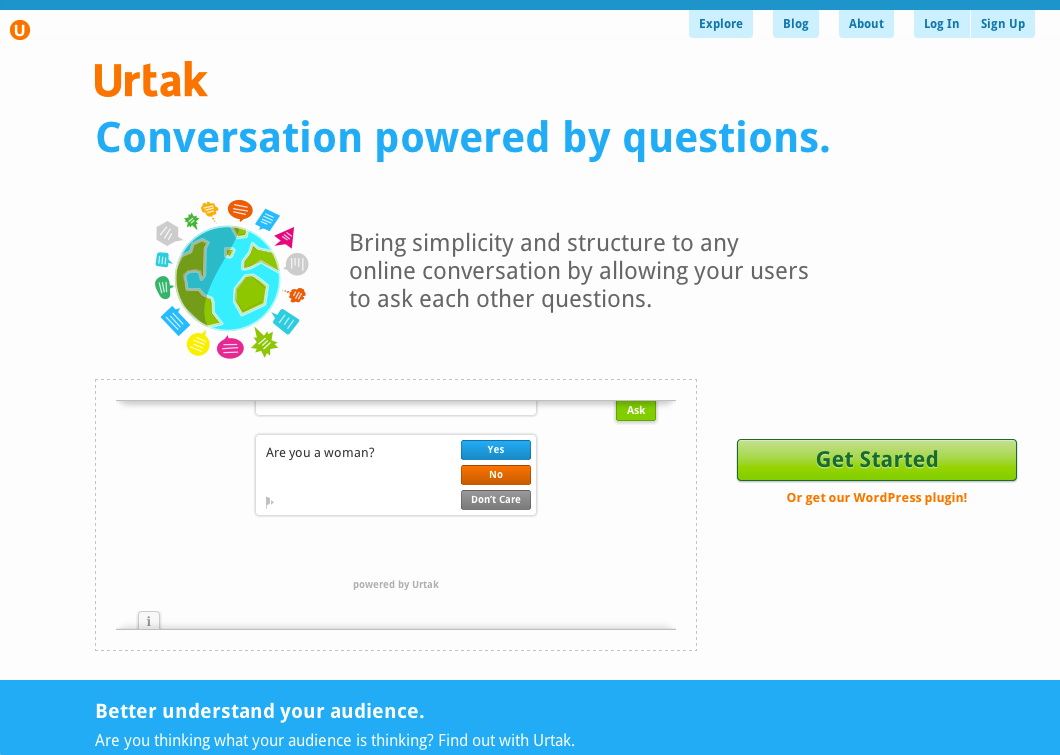 U
Explore Blog About Log In Sign Up
Urtak
Conversation powered by questions.
Bring simplicity and structure to any
online conversation by allowing your users
to ask each other questions.
Ask
Are you a woman?
Yes
No
Don't Care
powered by Urtak
i
Get Started
Or get our WordPress plugin!
Better understand your audience.
Are you thinking what your audience is thinking? Find out with Urtak.